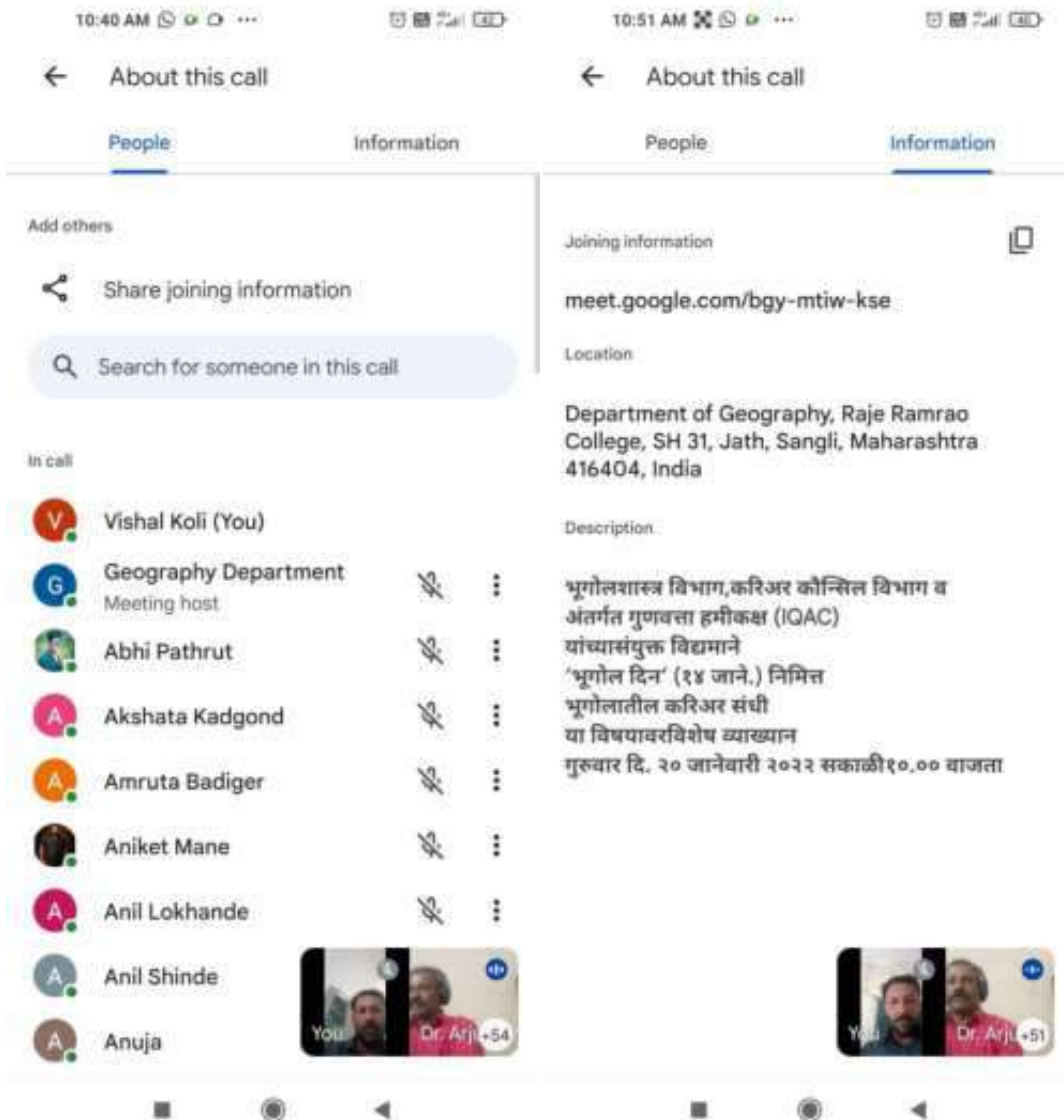 10:40 AM
About this call
People
Information
Add others
Share joining information
Search for someone in this call
In call
V
Vishal Koli (You)
G
Geography Department
Meeting host
Abhi Pathrut
A
Akshata Kadgond
A
Amruta Badiger
Aniket Mane
A
Anil Lokhande
A
Anil Shinde
A
Anuja
You
Dr. Arju
+54
10:51 AM
About this call
People
Information
Joining information
meet.google.com/bgy-mtiw-kse
Location
Department of Geography, Raje Ramrao
College, SH 31, Jath, Sangli, Maharashtra
416404, India
Description
भूगोलशास्त्र विभाग,करिअर कौन्सिल विभाग व
अंतर्गत गुणवत्ता हमीकक्ष (IQAC)
यांच्यासंयुक्त विद्यमाने
‘भूगोल दिन’ (१४ जाने.) निमित्त
भूगोलातील करिअर संधी
या विषयावरविशेष व्याख्यान
गुरुवार दि. २० जानेवारी २०२२ सकाळी१०.०० वाजता
You
Dr. Arju
+51